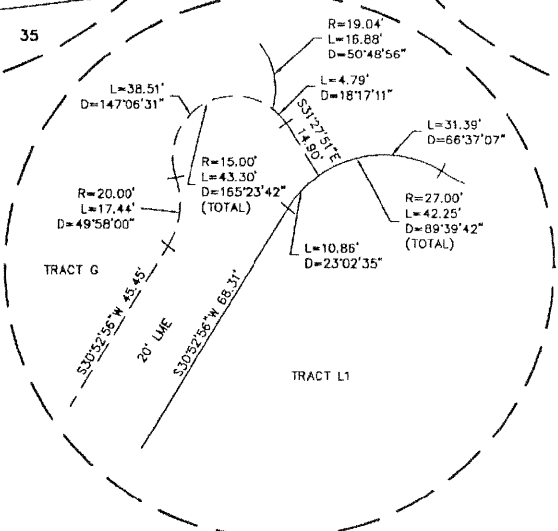 35
R=19.04'
L=16.88'
D=50°48'56"
L=38.51'
D=147°06'31"
L=4.79'
D=18°17'11"
S31°27'51"E
14.90'
L=31.39'
D=66°37'07"
R=15.00'
L=43.30'
D=165°23'42"
(TOTAL)
R=20.00'
L=17.44'
D=49°58'00"
R=27.00'
L=42.25'
D=89°39'42"
(TOTAL)
L=10.86'
D=23°02'35"
TRACT G
S30°52'56"W 45.45'
20' LME
S30°52'56"W 68.31'
TRACT L1